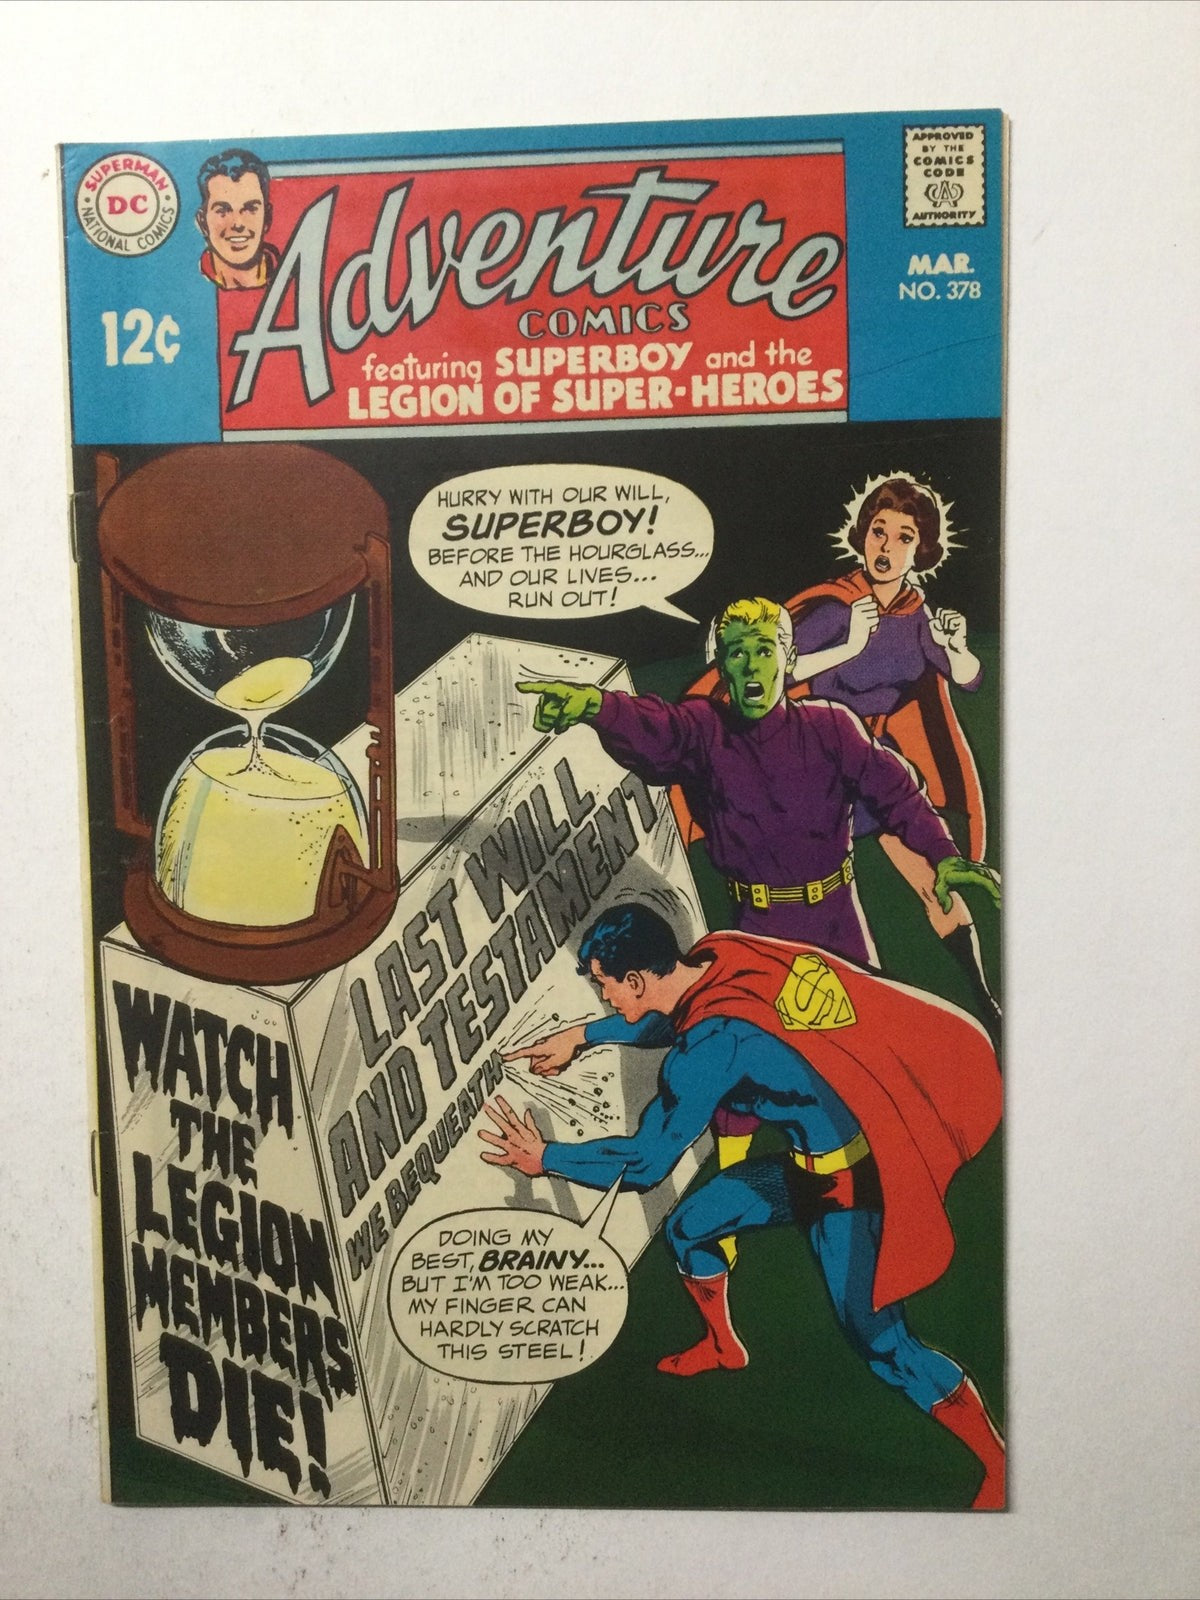 SUPERMAN
DC
NATIONAL COMICS
12¢
Adventure
COMICS
featuring SUPERBOY and the
LEGION OF SUPER-HEROES
APPROVED
BY THE
COMICS
CODE
CA
AUTHORITY
MAR.
NO. 378
HURRY WITH OUR WILL,
SUPERBOY!
BEFORE THE HOURGLASS...
AND OUR LIVES...
RUN OUT!
LAST WILL
AND TESTAMENT
WE BEQUEATH
WATCH
THE
LEGION
MEMBERS
DIE!
DOING MY
BEST, BRAINY...
BUT I'M TOO WEAK...
MY FINGER CAN
HARDLY SCRATCH
THIS STEEL!
S